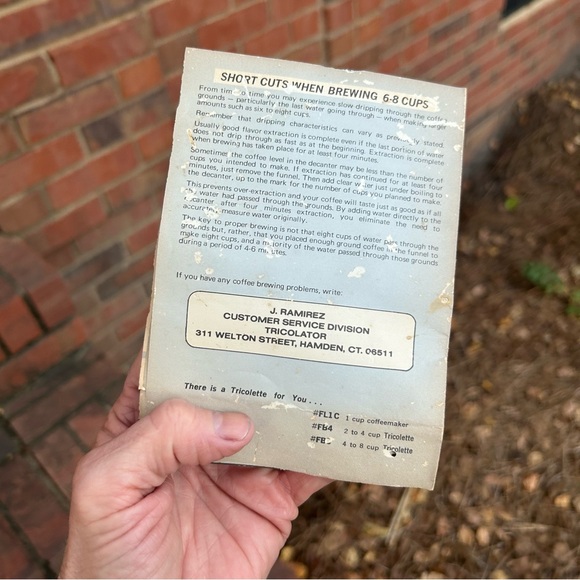 SHORT CUTS WHEN BREWING 6-8 CUPS
From time to time you may experience slow dripping through the coffee
grounds — particularly the last water going through — when making larger
amounts such as six to eight cups.
Remember that dripping characteristics can vary as previously stated.
Usually good flavor extraction is complete even if the last portion of water
does not drip through as fast as at the beginning. Extraction is complete
when brewing has taken place for at least four minutes.
Sometimes the coffee level in the decanter may be less than the number of
cups you intended to make. If extraction has continued for at least four
minutes, just remove the funnel. Then add clear water just under boiling to
the decanter, up to the mark for the number of cups you planned to make.
This prevents over-extraction and your coffee will taste just as good as if all
water had passed through the grounds. By adding water directly to the
decanter after four minutes extraction, you eliminate the need to
accurately measure water originally.
The key to proper brewing is not that eight cups of water pass through the
grounds but, rather, that you placed enough ground coffee in the funnel to
make eight cups, and a majority of the water passed through those grounds
during a period of 4-6 minutes.
If you have any coffee brewing problems, write:
J. RAMIREZ
CUSTOMER SERVICE DIVISION
TRICOLATOR
311 WELTON STREET, HAMDEN, CT. 06511
There is a Tricolette for You . . .
#FL1C 1 cup coffeemaker
#FB4 2 to 4 cup Tricolette
4 to 8 cup Tricolette